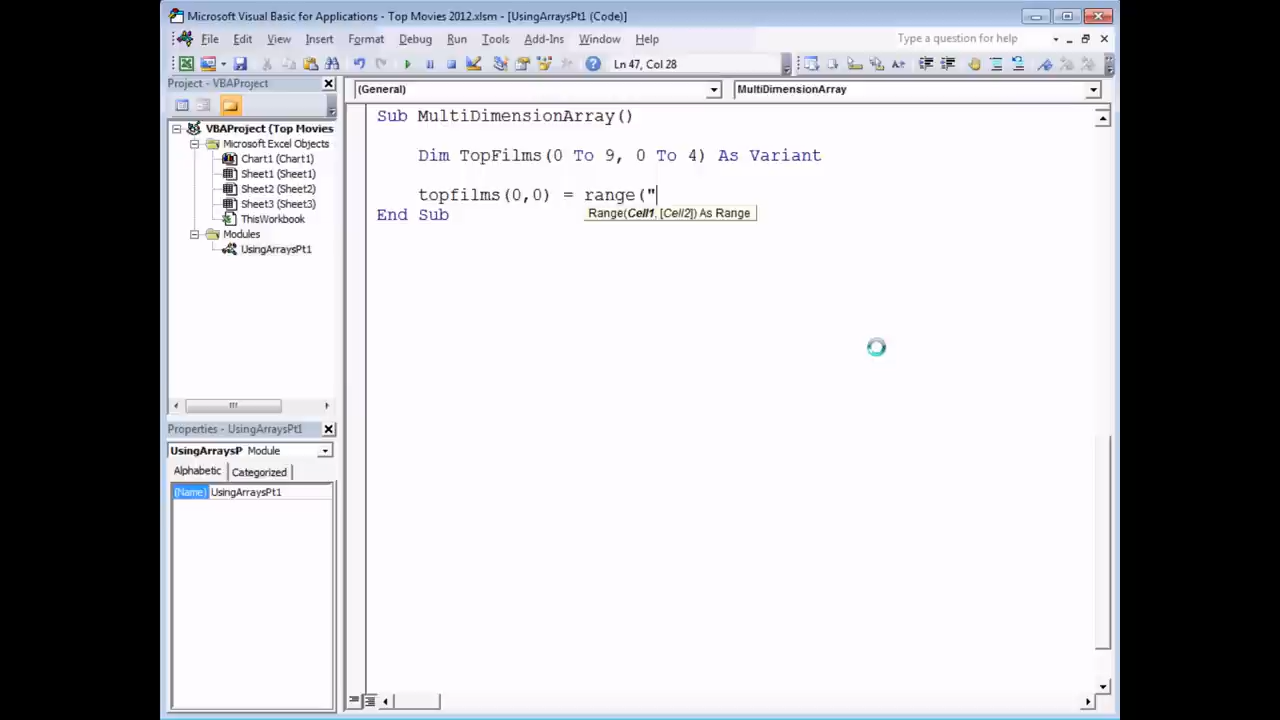 Microsoft Visual Basic for Applications - Top Movies 2012.xlsm - [UsingArraysPt1 (Code)]
File Edit View Insert Format Debug Run Tools Add-Ins Window Help Type a question for help
Ln 47, Col 28
Project - VBAProject
(General) MultiDimensionArray
VBAProject (Top Movies
Microsoft Excel Objects
Chart1 (Chart1)
Sheet1 (Sheet1)
Sheet2 (Sheet2)
Sheet3 (Sheet3)
ThisWorkbook
Modules
UsingArraysPt1
Properties - UsingArraysPt1
UsingArraysP Module
Alphabetic Categorized
(Name) UsingArraysPt1
Sub MultiDimensionArray()
Dim TopFilms(0 To 9, 0 To 4) As Variant
topfilms(0,0) = range("
Range(Cell1, [Cell2]) As Range
End Sub